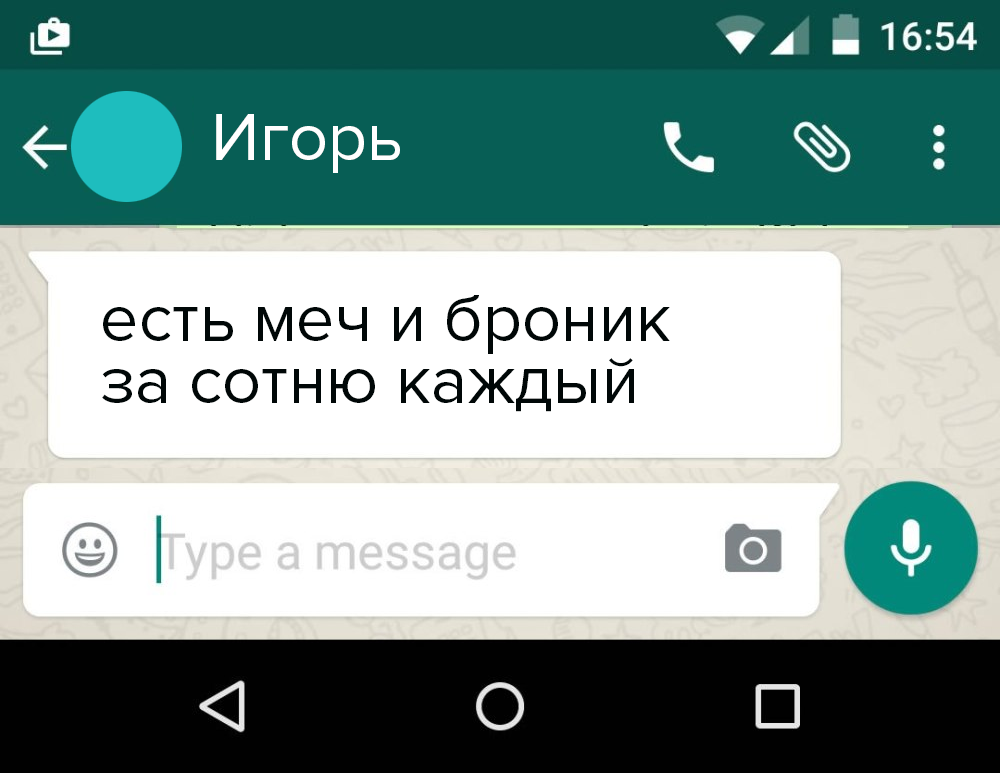 16:54
Игорь
есть меч и броник
за сотню каждый
Type a message